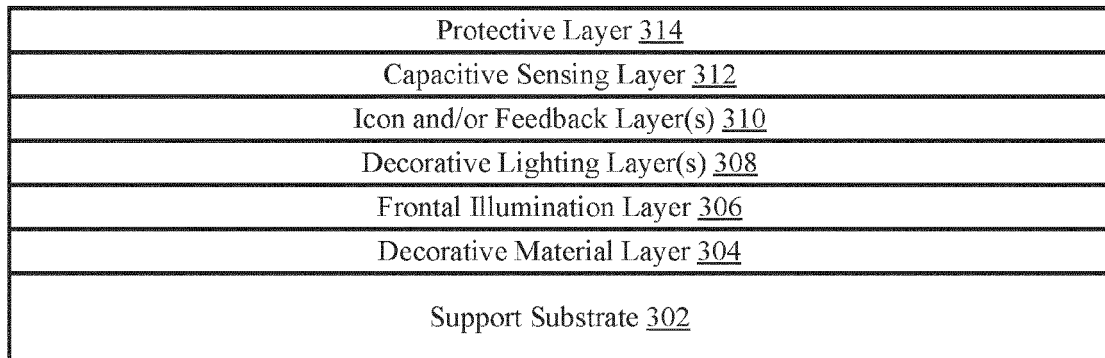 Protective Layer 314
Capacitive Sensing Layer 312
Icon and/or Feedback Layer(s) 310
Decorative Lighting Layer(s) 308
Frontal Illumination Layer 306
Decorative Material Layer 304
Support Substrate 302